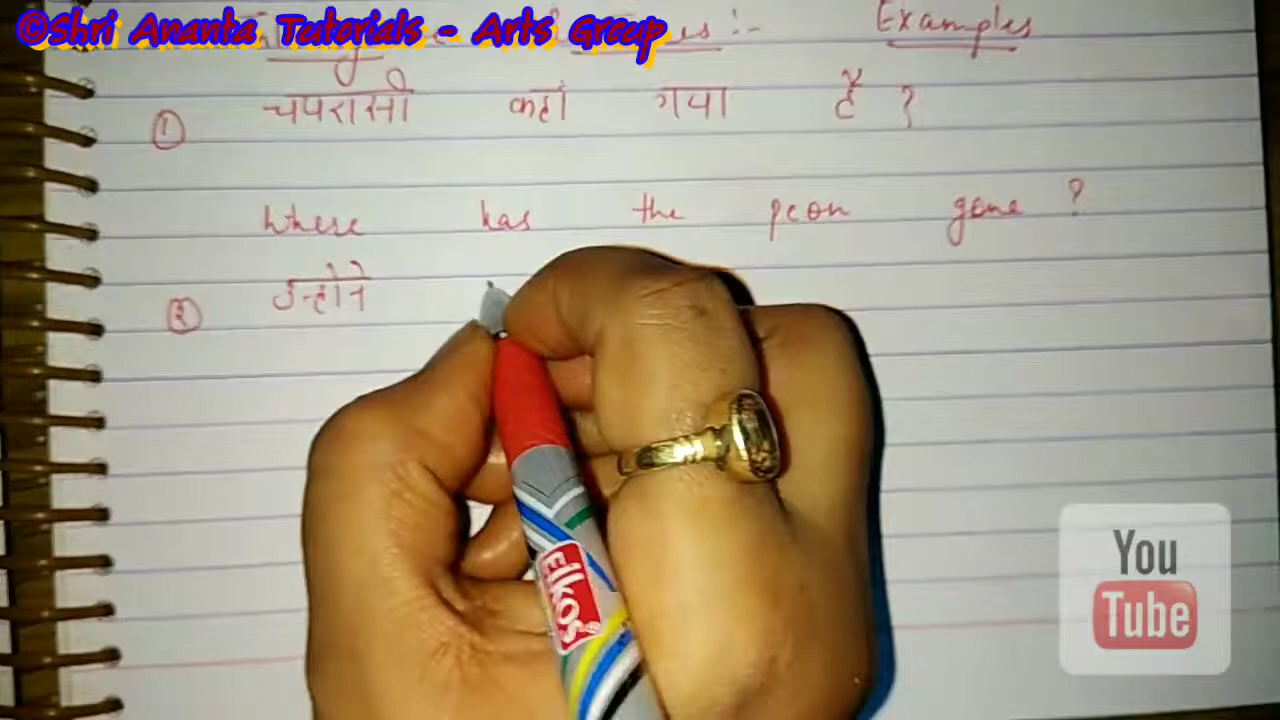 ©Shri Ananta Tutorials - Arts Group
Examples
① चपरासी कहां गया है ?
Where has the peon gone ?
② उन्होने
elkos
You
Tube